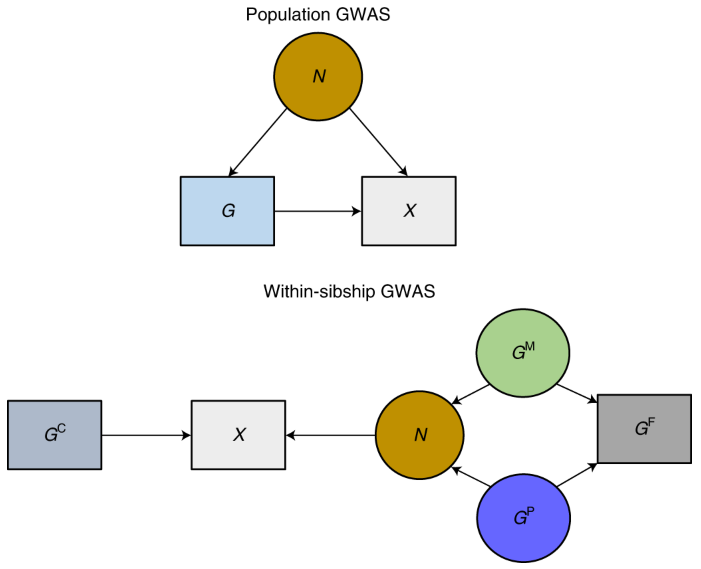 Population GWAS
N
G
X
Within-sibship GWAS
G^M
G^C
X
N
G^F
G^P